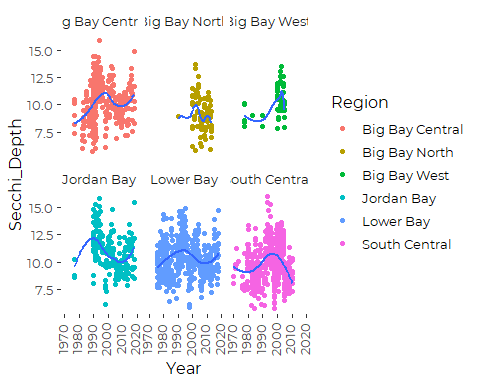 g Bay Centr Big Bay Nortl Big Bay West
15.0
12.5
10.0
7.5
Jordan Bay Lower Bay outh Centra
15.0
12.5
10.0
7.5
Secchi_Depth
1970 1980 1990 2000 2010 2020 1970 1980 1990 2000 2010 2020 1970 1980 1990 2000 2010 2020
Year
Region
Big Bay Central
Big Bay North
Big Bay West
Jordan Bay
Lower Bay
South Central